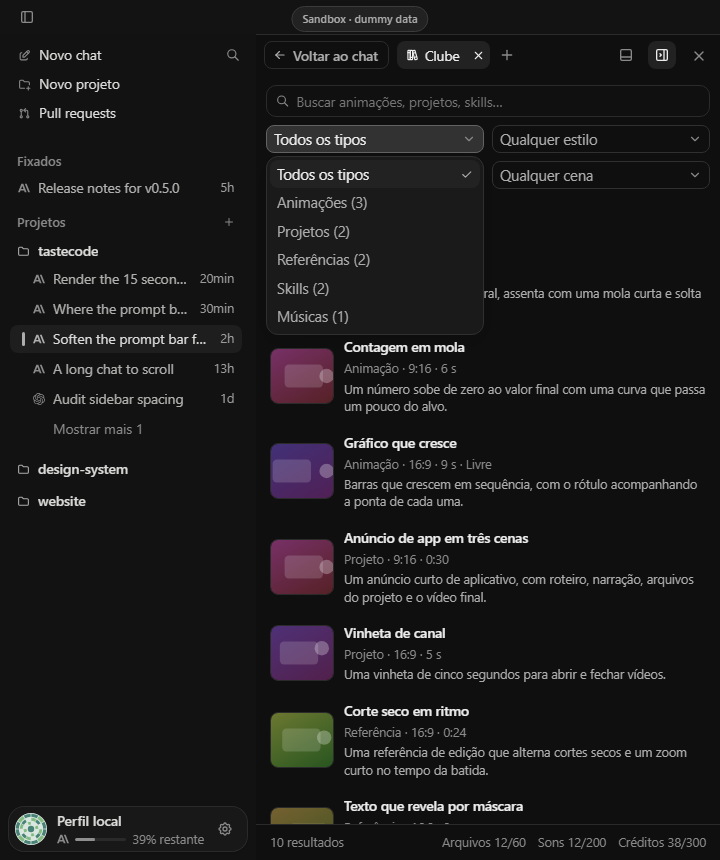 Sandbox · dummy data
Novo chat
Novo projeto
Pull requests
Fixados
Release notes for v0.5.0 5h
Projetos
tastecode
Render the 15 secon... 20min
Where the prompt b... 30min
Soften the prompt bar f... 2h
A long chat to scroll 13h
Audit sidebar spacing 1d
Mostrar mais 1
design-system
website
Perfil local
39% restante
Voltar ao chat
Clube
Buscar animações, projetos, skills...
Todos os tipos
Qualquer estilo
Qualquer cena
Todos os tipos
Animações (3)
Projetos (2)
Referências (2)
Skills (2)
Músicas (1)
ral, assenta com uma mola curta e solta
Contagem em mola
Animação · 9:16 · 6 s
Um número sobe de zero ao valor final com uma curva que passa
um pouco do alvo.
Gráfico que cresce
Animação · 16:9 · 9 s · Livre
Barras que crescem em sequência, com o rótulo acompanhando
a ponta de cada uma.
Anúncio de app em três cenas
Projeto · 9:16 · 0:30
Um anúncio curto de aplicativo, com roteiro, narração, arquivos
do projeto e o vídeo final.
Vinheta de canal
Projeto · 16:9 · 5 s
Uma vinheta de cinco segundos para abrir e fechar vídeos.
Corte seco em ritmo
Referência · 16:9 · 0:24
Uma referência de edição que alterna cortes secos e um zoom
curto no tempo da batida.
Texto que revela por máscara
10 resultados
Arquivos 12/60 Sons 12/200 Créditos 38/300